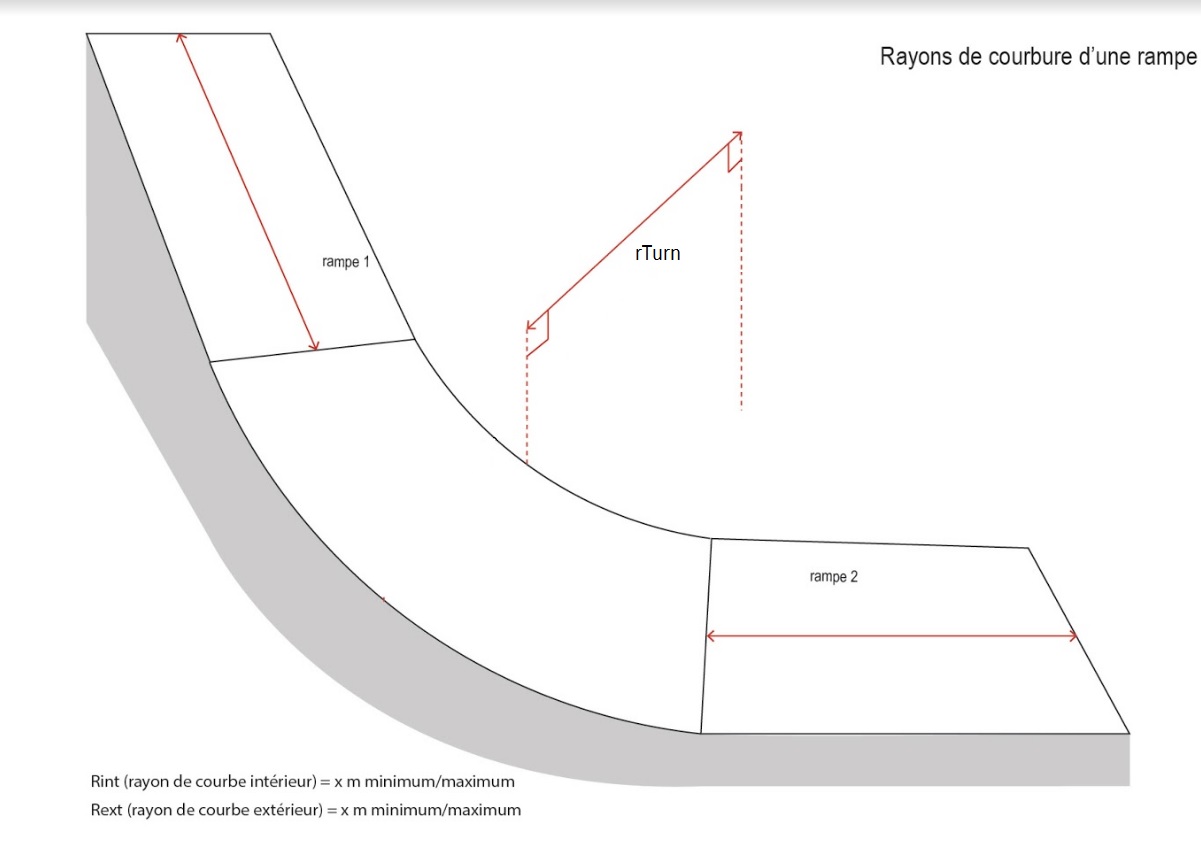 Rayons de courbure d’une rampe
rTurn
rampe 1
rampe 2
Rint (rayon de courbe intérieur) = x m minimum/maximum
Rext (rayon de courbe extérieur) = x m minimum/maximum